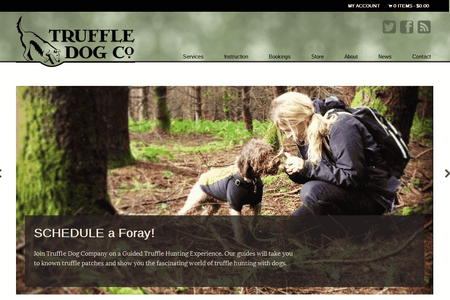 MY ACCOUNT 0 ITEMS - $0.00
TRUFFLE
DOG CO.
Services Instruction Bookings Store About News Contact
SCHEDULE a Foray!
Join Truffle Dog Company on a Guided Truffle Hunting Experience. Our guides will take you
to known truffle patches and show you the fascinating world of truffle hunting with dogs.